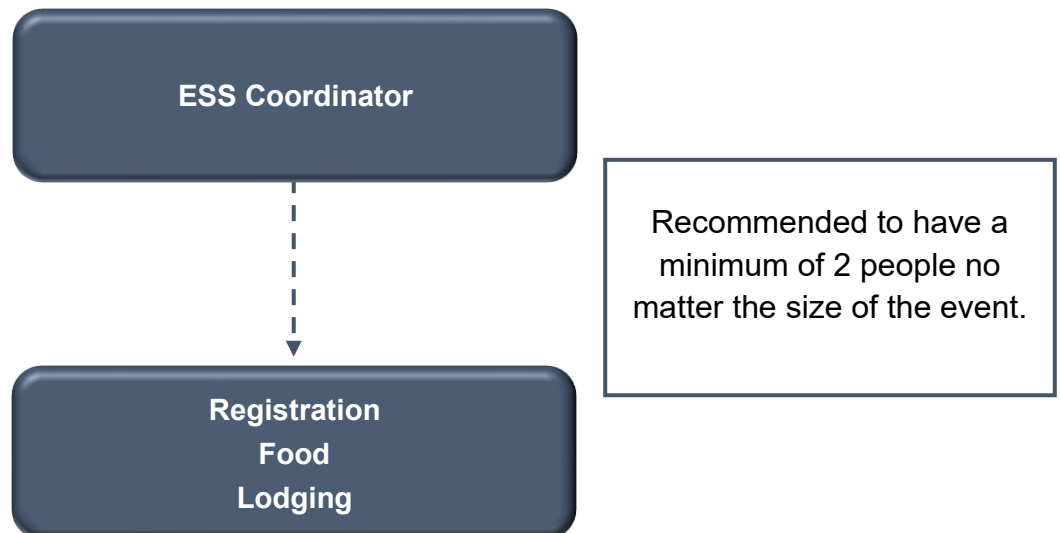 ESS Coordinator
Recommended to have a
minimum of 2 people no
matter the size of the event.
Registration
Food
Lodging